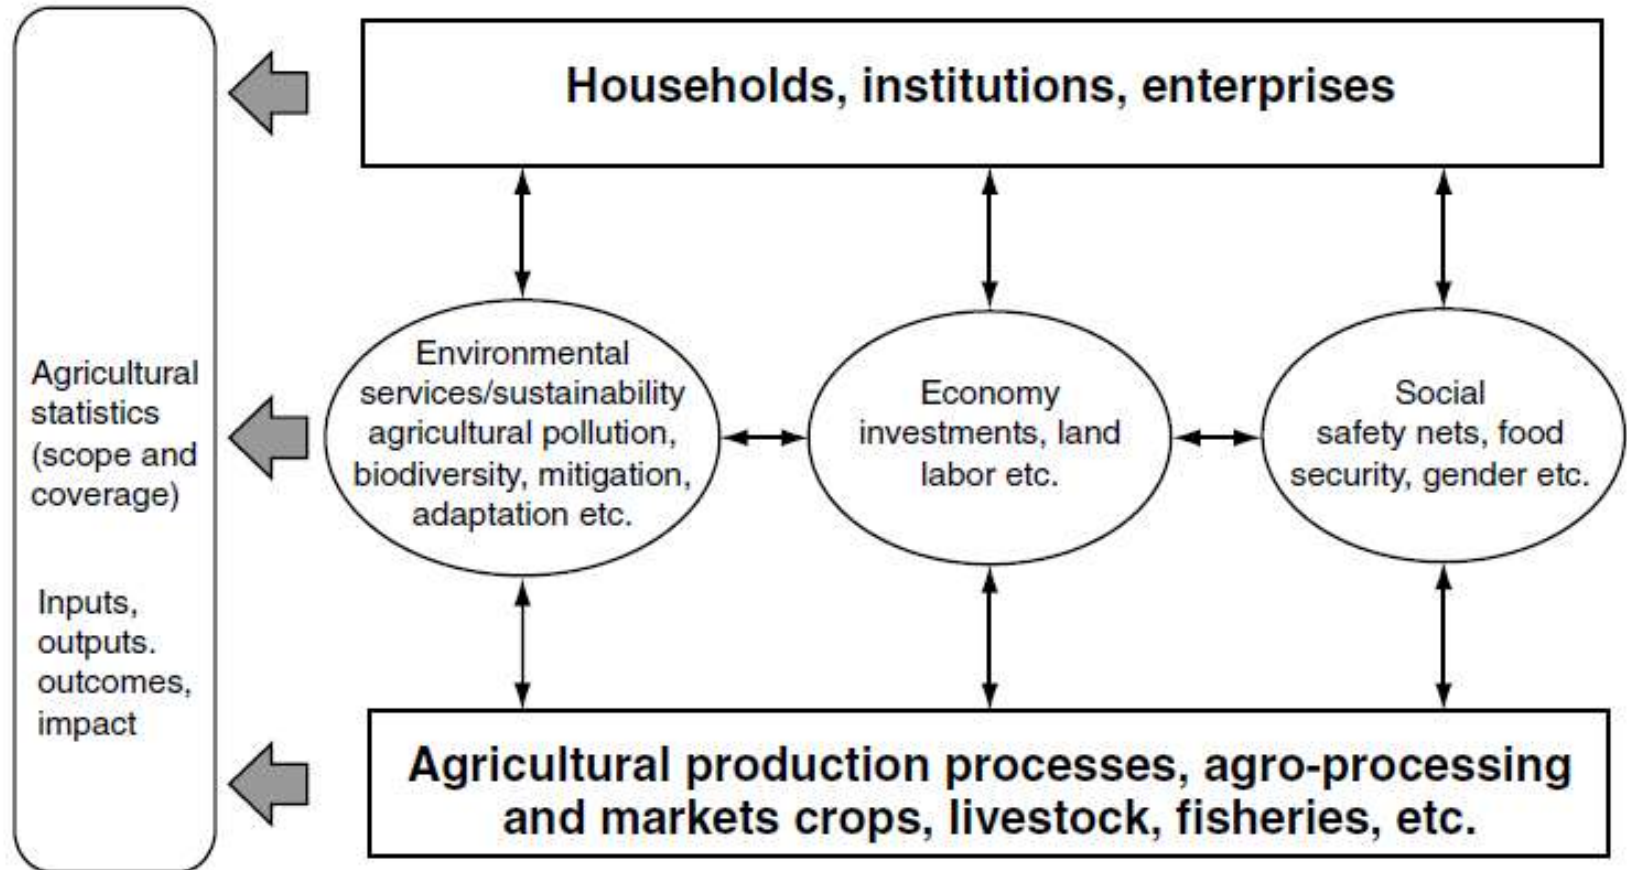 Households, institutions, enterprises
Agricultural
statistics
(scope and
coverage)
Inputs,
outputs.
outcomes,
impact
Environmental
services/sustainability
agricultural pollution,
biodiversity, mitigation,
adaptation etc.
Economy
investments, land
labor etc.
Social
safety nets, food
security, gender etc.
Agricultural production processes, agro-processing
and markets crops, livestock, fisheries, etc.